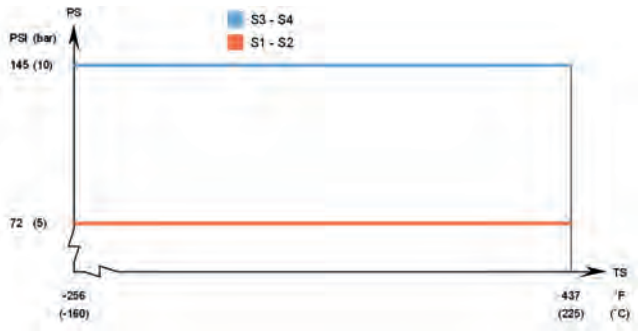 PS
PSI (bar)
S3 - S4
S1 - S2
145 (10)
72 (5)
TS
-256 437 °F
(-160) (225) (°C)